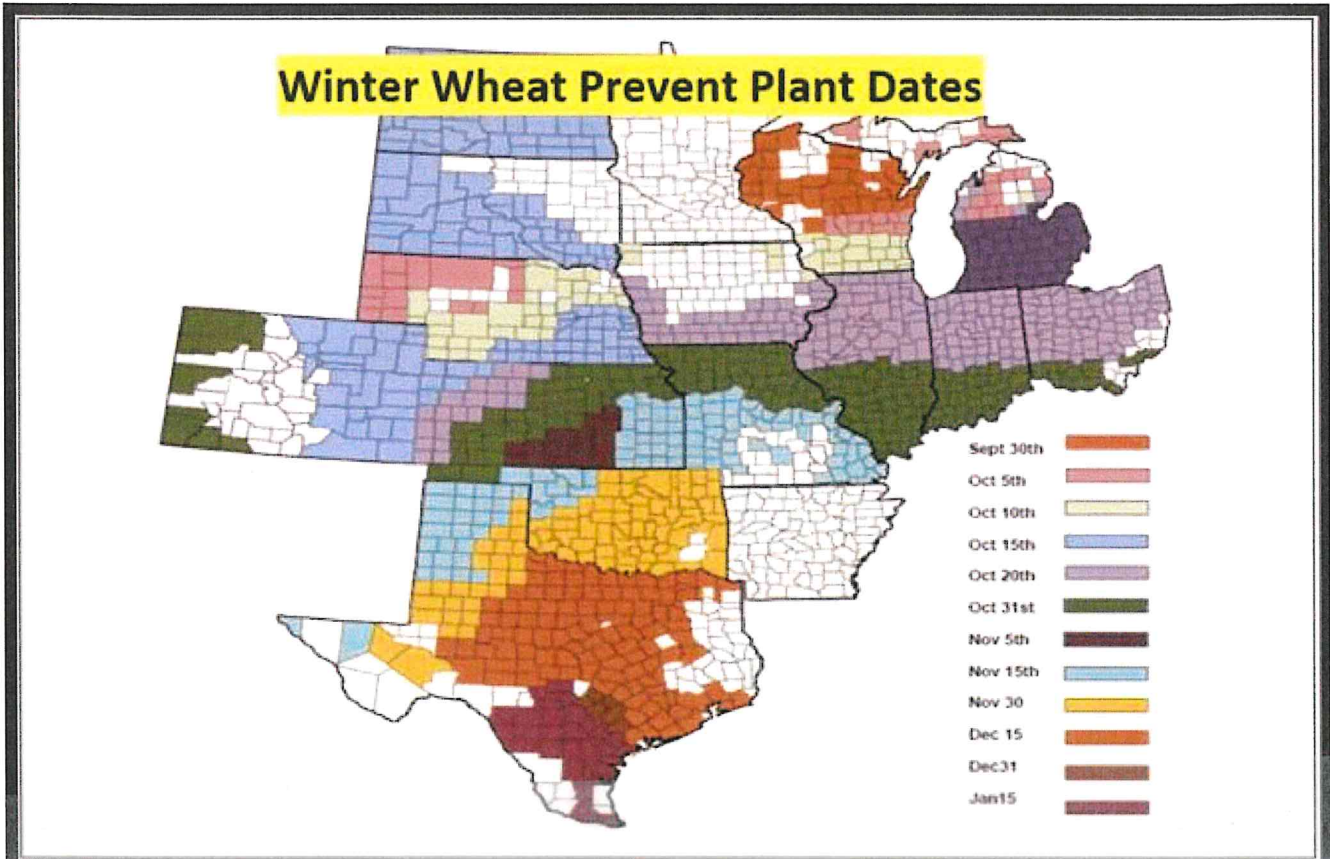 Winter Wheat Prevent Plant Dates
Sept 30th
Oct 5th
Oct 10th
Oct 15th
Oct 20th
Oct 31st
Nov 5th
Nov 15th
Nov 30
Dec 15
Dec31
Jan15